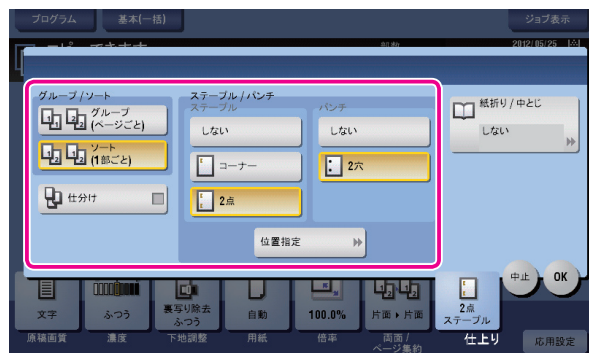 プログラム
基本(一括)
ジョブ表示
2012/05/25
グループ/ソート
グループ
(ページごと)
ソート
(1部ごと)
仕分け
ステープル/パンチ
ステープル
しない
コーナー
2点
パンチ
しない
2穴
位置指定
紙折り/中とじ
しない
中止
OK
文字
ふつう
裏写り除去
ふつう
自動
100.0%
片面▶片面
2点
ステープル
原稿画質
濃度
下地調整
用紙
倍率
両面/
ページ集約
仕上り
応用設定